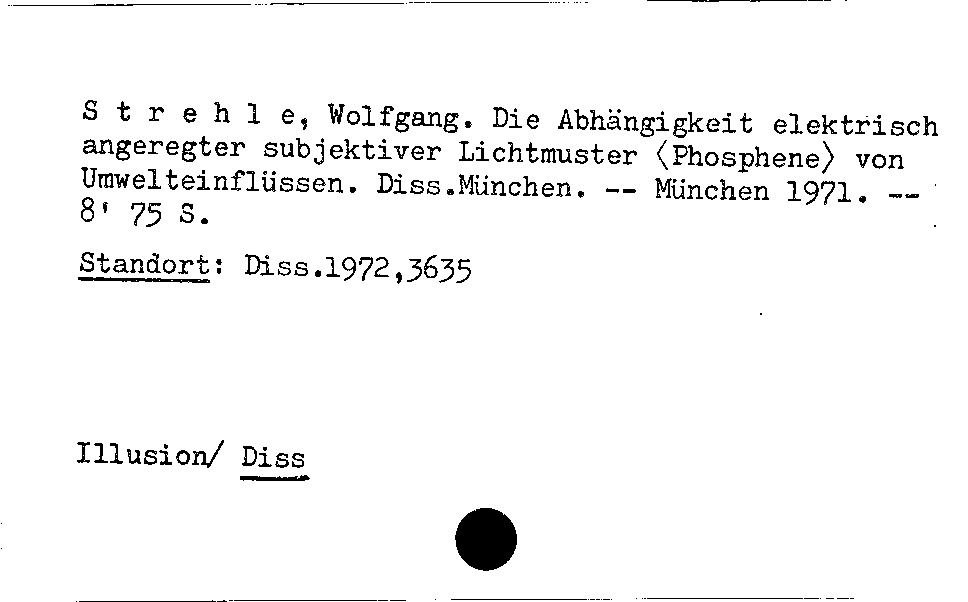 S t r e h l e, Wolfgang. Die Abhängigkeit elektrisch
angeregter subjektiver Lichtmuster ⟨Phosphene⟩ von
Umwelteinflüssen. Diss.München. -- München 1971. --
8' 75 S.
Standort: Diss.1972,3635
Illusion/ Diss